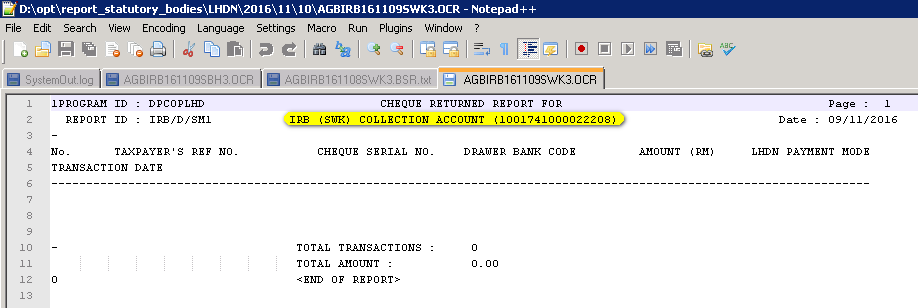 D:\opt\report_statutory_bodies\LHDN\2016\11\10\AGBIRB161109SWK3.OCR - Notepad++
File Edit Search View Encoding Language Settings Macro Run Plugins Window ?
SystemOut.log AGBIRB161109SBH3.OCR AGBIRB161108SWK3.BSR.txt AGBIRB161109SWK3.OCR
1 1PROGRAM ID : DPCOPLHD CHEQUE RETURNED REPORT FOR Page : 1
2 REPORT ID : IRB/D/SM1 IRB (SWK) COLLECTION ACCOUNT (1001741000022208) Date : 09/11/2016
3 -
4 No. TAXPAYER'S REF NO. CHEQUE SERIAL NO. DRAWER BANK CODE AMOUNT (RM) LHDN PAYMENT MODE
5 TRANSACTION DATE
6 --------------------------------------------------------------------------------
7
8
9
10 - TOTAL TRANSACTIONS : 0
11 TOTAL AMOUNT : 0.00
12 0 <END OF REPORT>
13